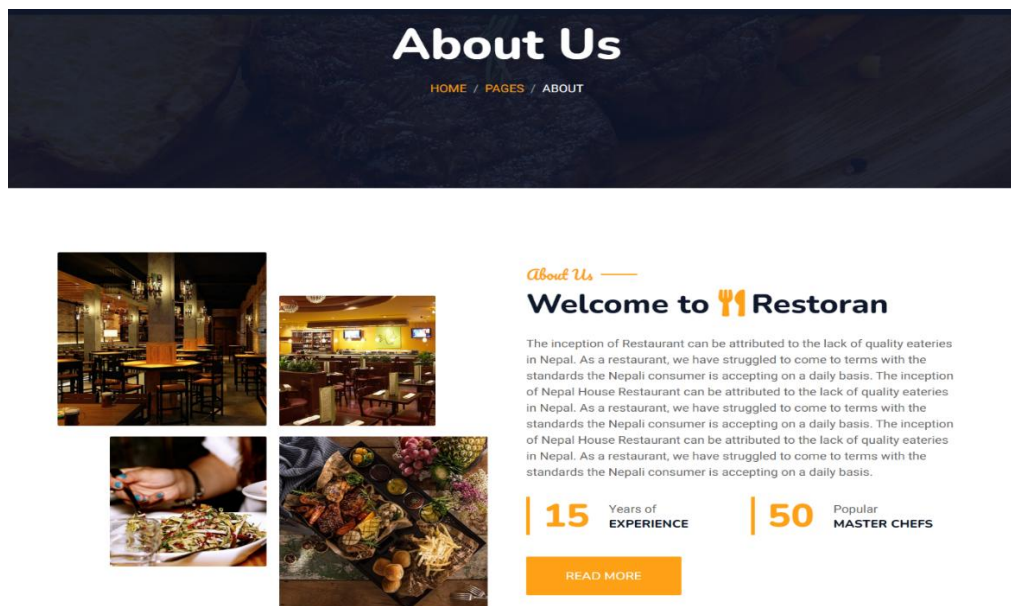 About Us
HOME / PAGES / ABOUT
About Us
Welcome to Restoran
The inception of Restaurant can be attributed to the lack of quality eateries
in Nepal. As a restaurant, we have struggled to come to terms with the
standards the Nepali consumer is accepting on a daily basis. The inception
of Nepal House Restaurant can be attributed to the lack of quality eateries
in Nepal. As a restaurant, we have struggled to come to terms with the
standards the Nepali consumer is accepting on a daily basis. The inception
of Nepal House Restaurant can be attributed to the lack of quality eateries
in Nepal. As a restaurant, we have struggled to come to terms with the
standards the Nepali consumer is accepting on a daily basis.
15 Years of
EXPERIENCE
50 Popular
MASTER CHEFS
READ MORE